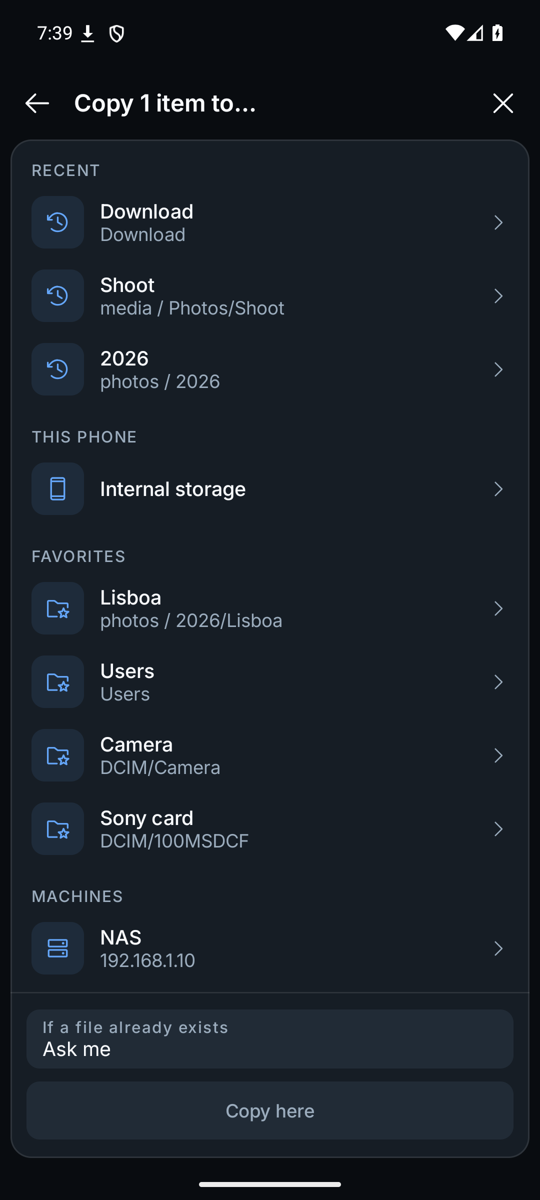 7:39
Copy 1 item to...
RECENT
Download
Download
Shoot
media / Photos/Shoot
2026
photos / 2026
THIS PHONE
Internal storage
FAVORITES
Lisboa
photos / 2026/Lisboa
Users
Users
Camera
DCIM/Camera
Sony card
DCIM/100MSDCF
MACHINES
NAS
192.168.1.10
If a file already exists
Ask me
Copy here